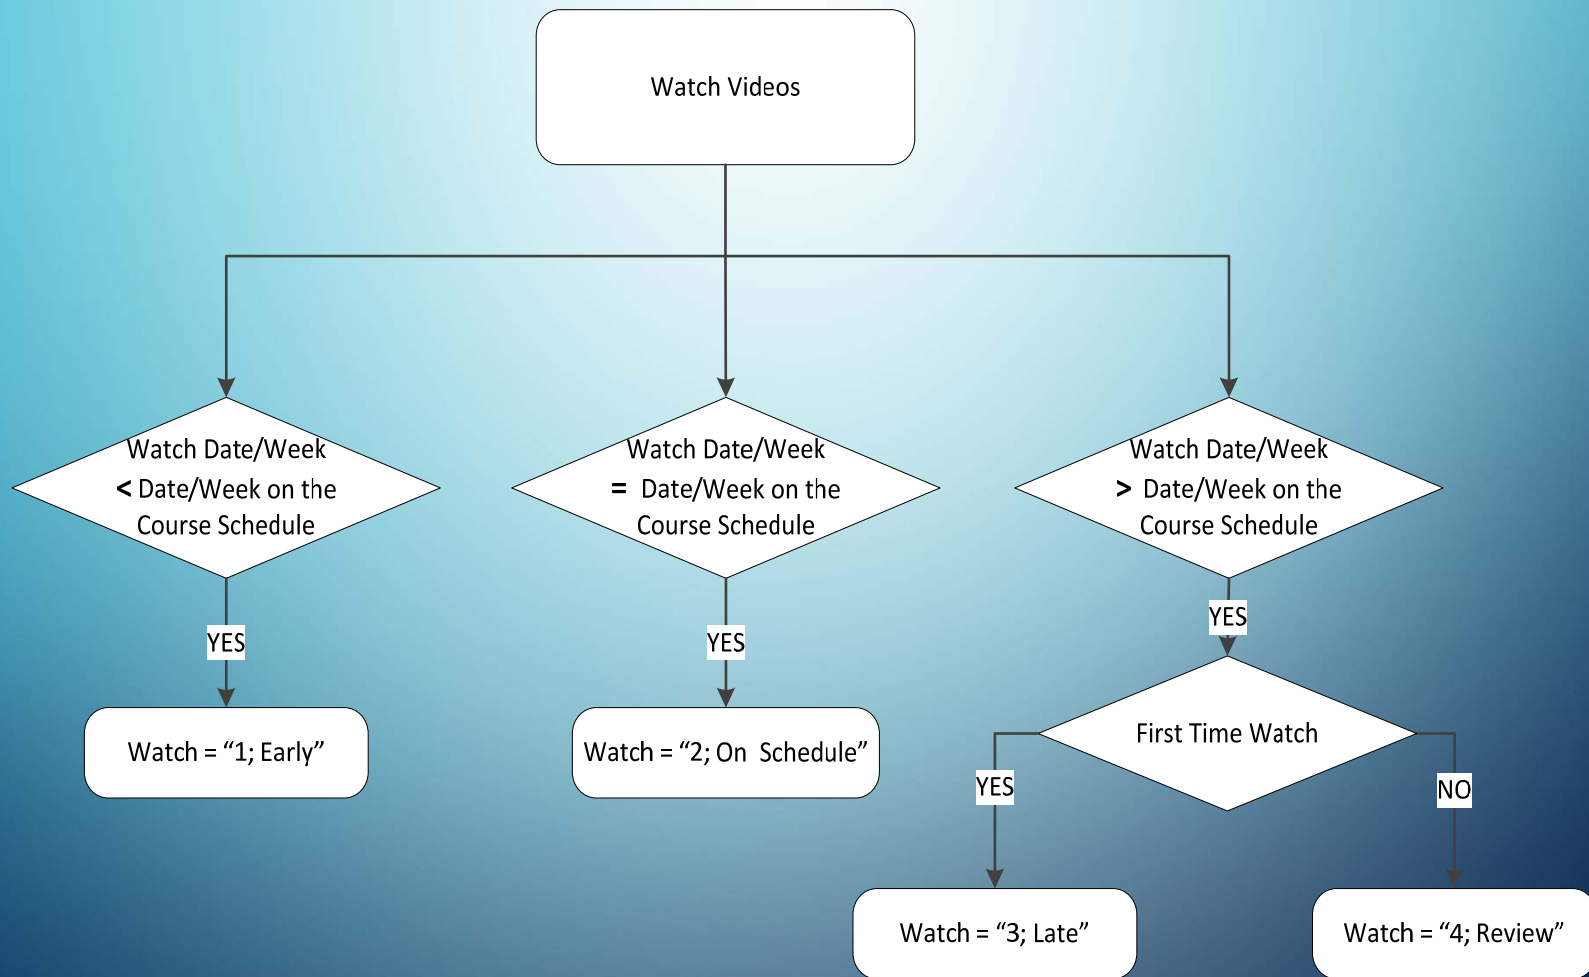 Watch Videos
Watch Date/Week
< Date/Week on the
Course Schedule
Watch Date/Week
= Date/Week on the
Course Schedule
Watch Date/Week
> Date/Week on the
Course Schedule
YES
YES
YES
Watch = “1; Early”
Watch = “2; On Schedule”
First Time Watch
YES
NO
Watch = “3; Late”
Watch = “4; Review”